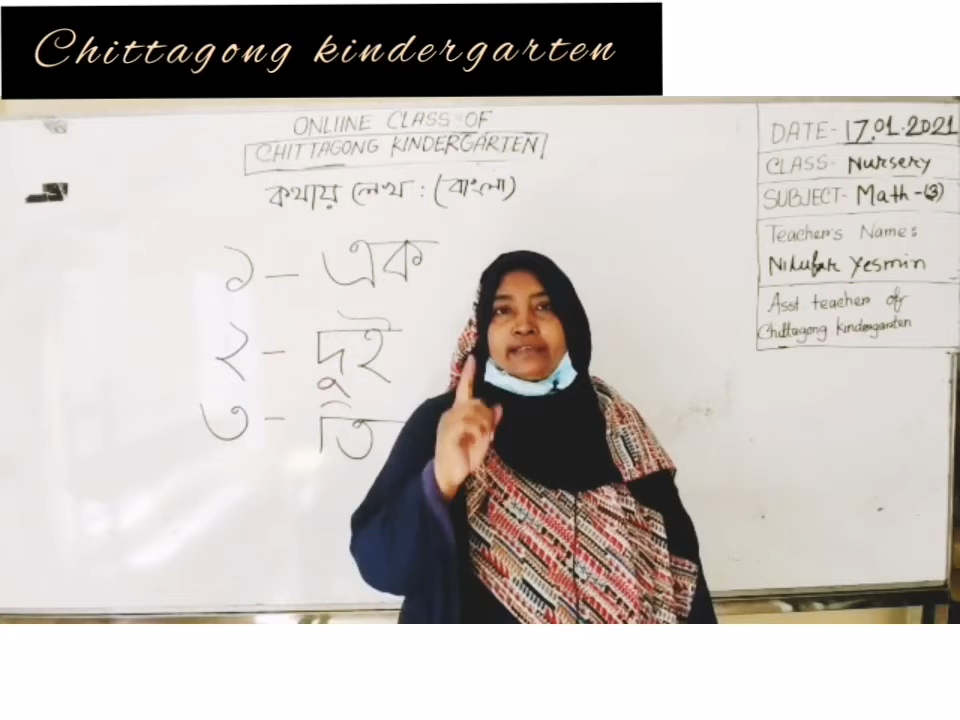 Chittagong kindergarten
ONLIINE CLASS OF
CHITTAGONG KINDERGARTEN
কথায় লেখ : (বাংলা)
১ – এক
২ – দুই
৩ – তি
DATE- 17.01.2021
CLASS- Nursery
SUBJECT- Math-(3)
Teacher's Name:
Nilufar Yesmin
Asst teacher of
Chittagong kindergarten